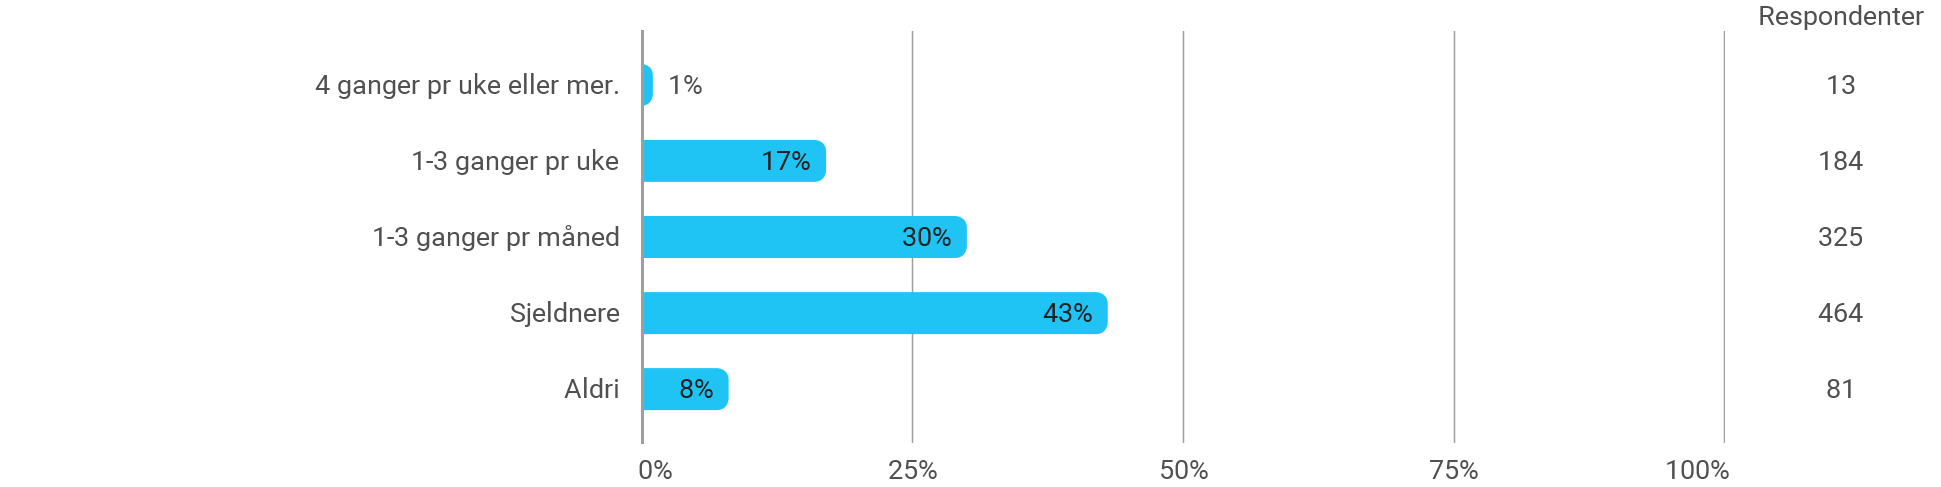 Respondenter
4 ganger pr uke eller mer. 1% 13
1-3 ganger pr uke 17% 184
1-3 ganger pr måned 30% 325
Sjeldnere 43% 464
Aldri 8% 81
0% 25% 50% 75% 100%